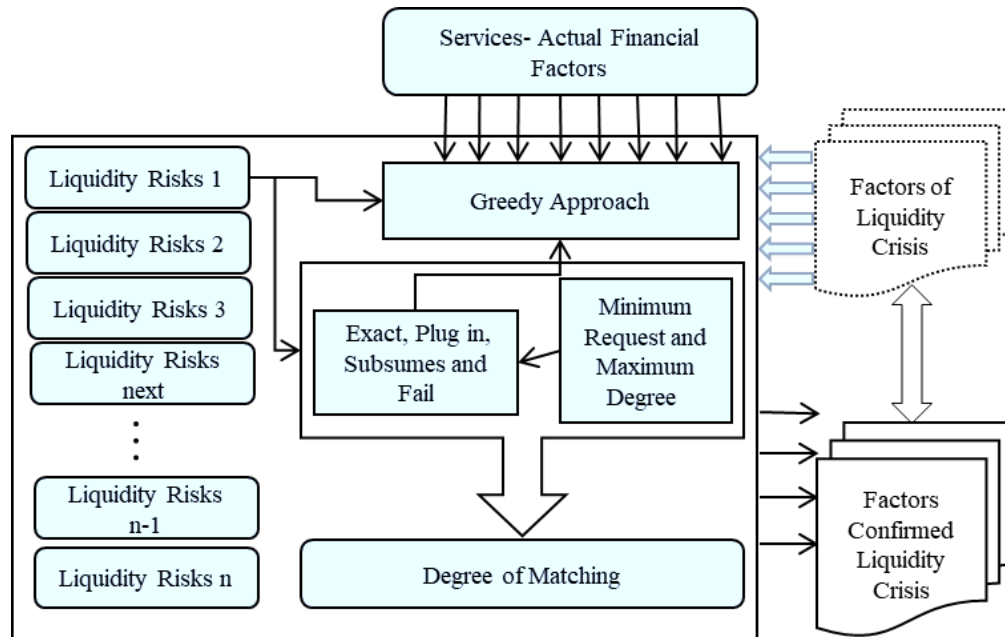 Services- Actual Financial
Factors
Liquidity Risks 1
Liquidity Risks 2
Liquidity Risks 3
Liquidity Risks
next
Liquidity Risks
n-1
Liquidity Risks n
Greedy Approach
Exact, Plug in,
Subsumes and
Fail
Minimum
Request and
Maximum
Degree
Degree of Matching
Factors of
Liquidity
Crisis
Factors
Confirmed
Liquidity
Crisis